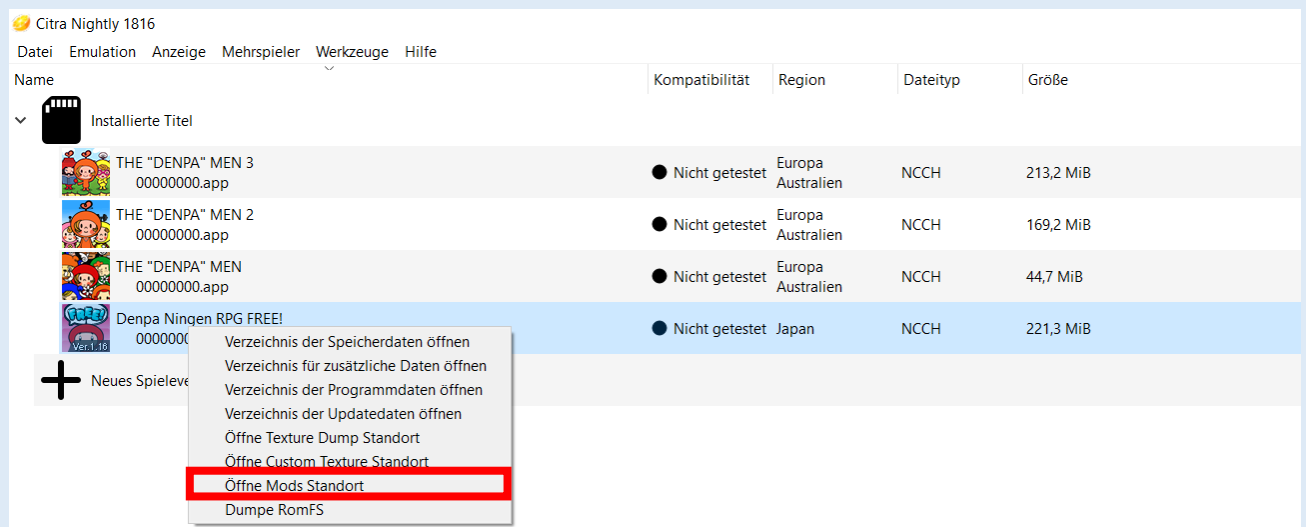 Citra Nightly 1816
Datei Emulation Anzeige Mehrspieler Werkzeuge Hilfe
Name Kompatibilität Region Dateityp Größe
Installierte Titel
THE "DENPA" MEN 3
00000000.app
Nicht getestet
Europa
Australien
NCCH
213,2 MiB
THE "DENPA" MEN 2
00000000.app
Nicht getestet
Europa
Australien
NCCH
169,2 MiB
THE "DENPA" MEN
00000000.app
Nicht getestet
Europa
Australien
NCCH
44,7 MiB
FREE!
Ver.1.16
Denpa Ningen RPG FREE!
0000000
Nicht getestet
Japan
NCCH
221,3 MiB
Neues Spieleve
Verzeichnis der Speicherdaten öffnen
Verzeichnis für zusätzliche Daten öffnen
Verzeichnis der Programmdaten öffnen
Verzeichnis der Updatedaten öffnen
Öffne Texture Dump Standort
Öffne Custom Texture Standort
Öffne Mods Standort
Dumpe RomFS